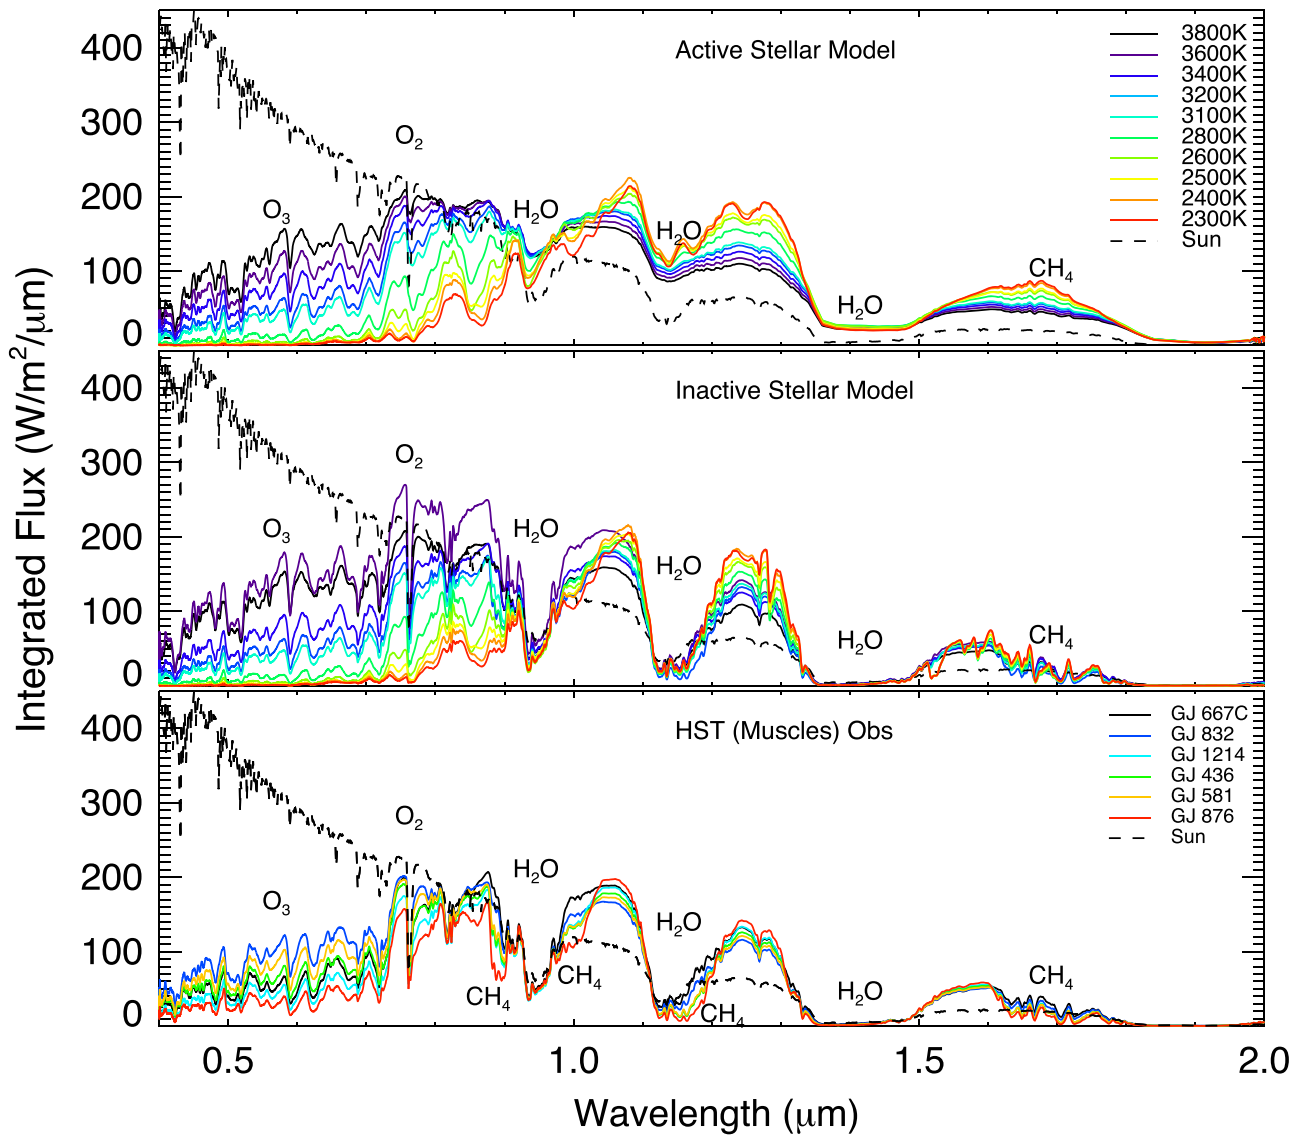 Integrated Flux (W/m²/μm)
400
300
200
100
0
Active Stellar Model
O₃
O₂
H₂O
H₂O
H₂O
CH₄
3800K
3600K
3400K
3200K
3100K
2800K
2600K
2500K
2400K
2300K
Sun
400
300
200
100
0
Inactive Stellar Model
O₃
O₂
H₂O
H₂O
H₂O
CH₄
400
300
200
100
0
HST (Muscles) Obs
O₃
O₂
H₂O
H₂O
H₂O
CH₄
CH₄
CH₄
CH₄
GJ 667C
GJ 832
GJ 1214
GJ 436
GJ 581
GJ 876
Sun
0.5
1.0
1.5
2.0
Wavelength (μm)